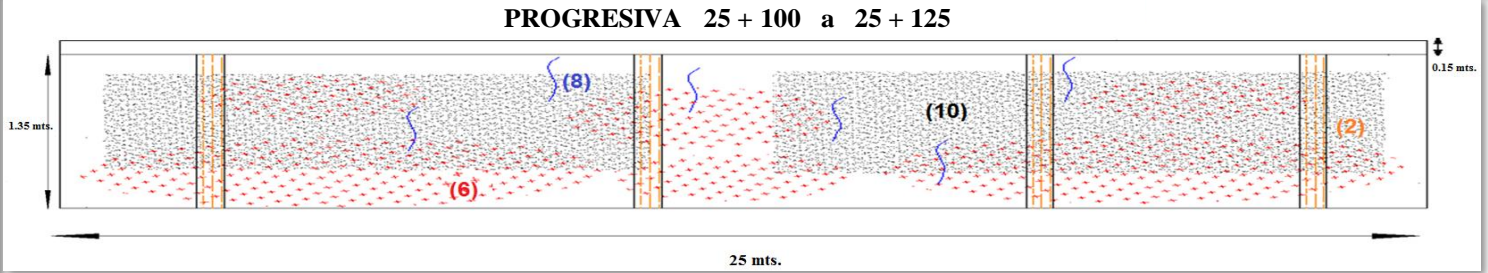 PROGRESIVA 25 + 100 a 25 + 125
0.15 mts.
(8)
(10)
(2)
1.35 mts.
(6)
25 mts.